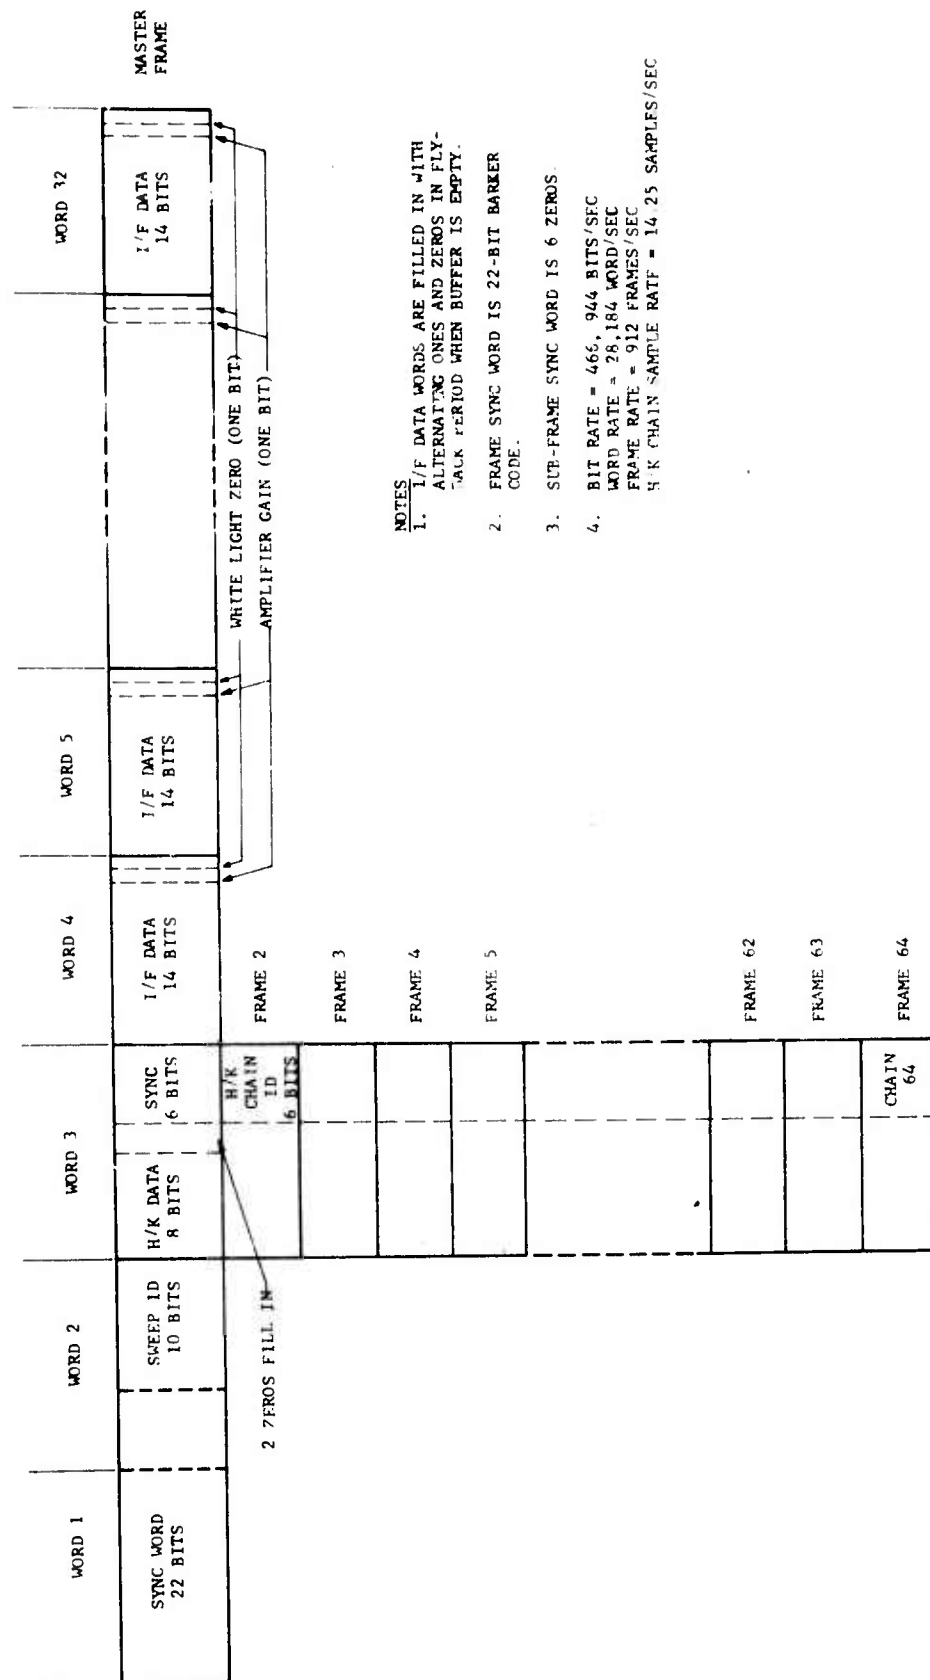 WORD 1
WORD 2
WORD 3
WORD 4
WORD 5
WORD 32
SYNC WORD
22 BITS
SWEEP ID
10 BITS
H/K DATA
8 BITS
SYNC
6 BITS
I/F DATA
14 BITS
I/F DATA
14 BITS
I/F DATA
14 BITS
MASTER
FRAME
2 ZEROS FILL IN
H/K
CHAIN
ID
6 BITS
FRAME 2
FRAME 3
FRAME 4
FRAME 5
FRAME 62
FRAME 63
CHAIN
64
FRAME 64
WHITE LIGHT ZERO (ONE BIT)
AMPLIFIER GAIN (ONE BIT)
NOTES
1. I/F DATA WORDS ARE FILLED IN WITH
ALTERNATING ONES AND ZEROS IN FLY-
BACK PERIOD WHEN BUFFER IS EMPTY.
2. FRAME SYNC WORD IS 22-BIT BARKER
CODE.
3. SUB-FRAME SYNC WORD IS 6 ZEROS.
4. BIT RATE = 466, 944 BITS/SEC
WORD RATE = 28,184 WORD/SEC
FRAME RATE = 912 FRAMES/SEC
H/K CHAIN SAMPLE RATE = 14.25 SAMPLES/SEC